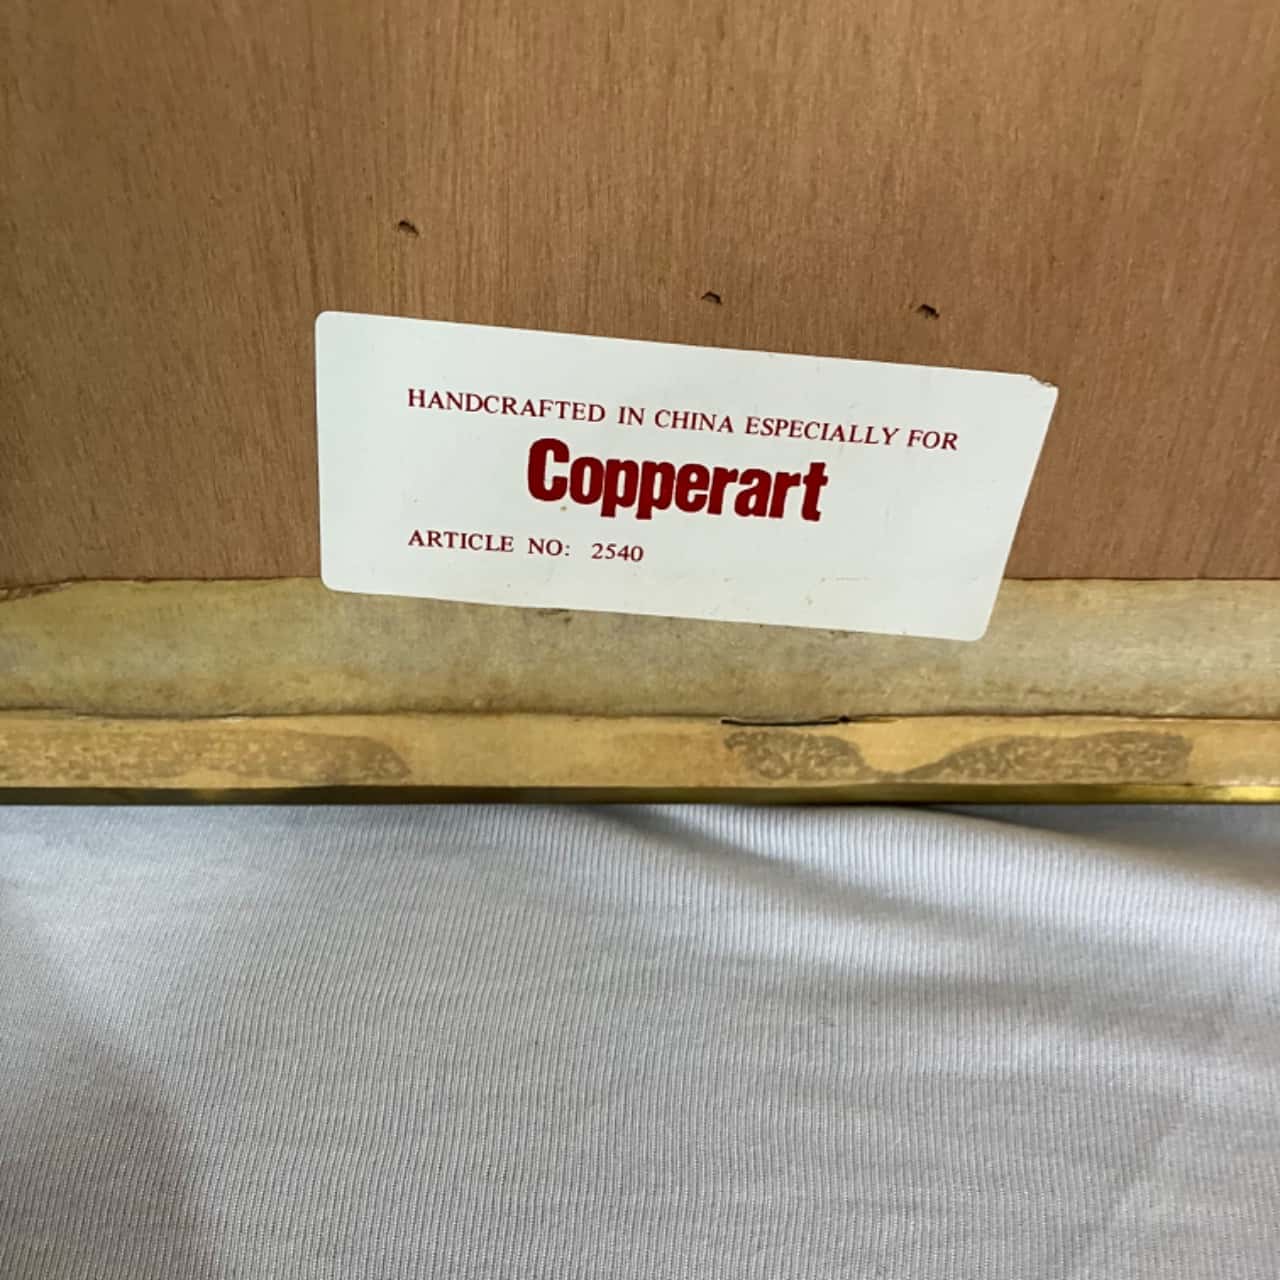 HANDCRAFTED IN CHINA ESPECIALLY FOR
Copperart
ARTICLE NO: 2540